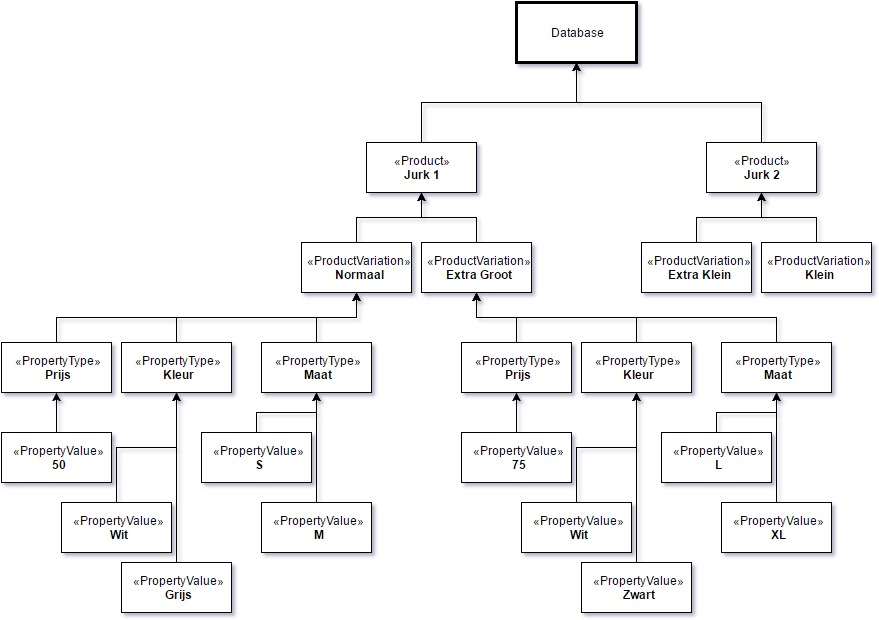 Database
«Product»
Jurk 1
«Product»
Jurk 2
«ProductVariation»
Normaal
«ProductVariation»
Extra Groot
«ProductVariation»
Extra Klein
«ProductVariation»
Klein
«PropertyType»
Prijs
«PropertyType»
Kleur
«PropertyType»
Maat
«PropertyType»
Prijs
«PropertyType»
Kleur
«PropertyType»
Maat
«PropertyValue»
50
«PropertyValue»
S
«PropertyValue»
75
«PropertyValue»
L
«PropertyValue»
Wit
«PropertyValue»
M
«PropertyValue»
Wit
«PropertyValue»
XL
«PropertyValue»
Grijs
«PropertyValue»
Zwart